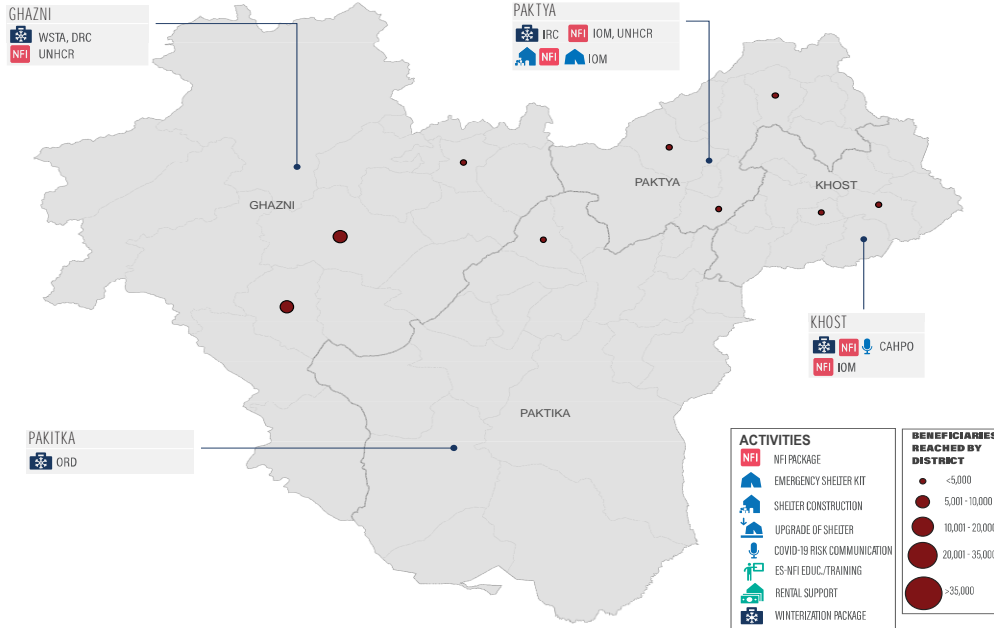 GHAZNI
WSTA, DRC
NFI UNHCR
PAKTYA
IRC NFI IOM, UNHCR
NFI IOM
GHAZNI
PAKTYA
KHOST
KHOST
NFI CAHPO
NFI IOM
PAKTIKA
PAKITKA
ORD
ACTIVITIES
NFI NFI PACKAGE
EMERGENCY SHELTER KIT
SHELTER CONSTRUCTION
UPGRADE OF SHELTER
COVID-19 RISK COMMUNICATION
ES-NFI EDUC./TRAINING
RENTAL SUPPORT
WINTERIZATION PACKAGE
BENEFICIARIES
REACHED BY
DISTRICT
<5,000
5,001 - 10,000
10,001 - 20,000
20,001 - 35,000
>35,000